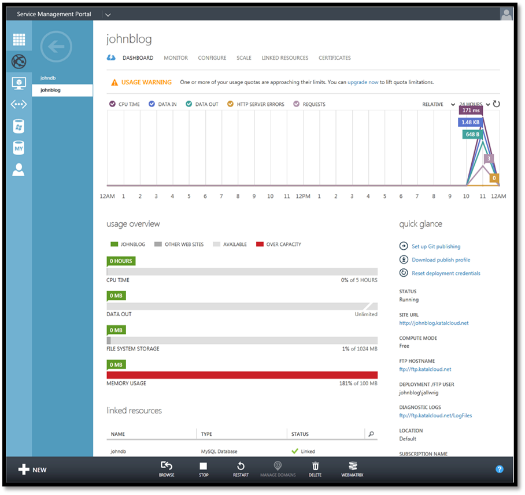 Service Management Portal
johndb
johnblog
johnblog
DASHBOARD MONITOR CONFIGURE SCALE LINKED RESOURCES CERTIFICATES
USAGE WARNING One or more of your usage quotas are approaching their limits. You can upgrade now to lift quote limitations.
CPU TIME DATA IN DATA OUT HTTP SERVER ERRORS REQUESTS RELATIVE 24 HOURS
375 ms
1.48 KB
648 B
3
0
12AM 1 2 3 4 5 6 7 8 9 10 11 12PM 1 2 3 4 5 6 7 8 9 10 11 12AM
usage overview
JOHNBLOG OTHER WEB SITES AVAILABLE OVER CAPACITY
0 HOURS
CPU TIME 0% of 5 HOURS
0 MB
DATA OUT Unlimited
0 MB
FILE SYSTEM STORAGE 1% of 1024 MB
0 MB
MEMORY USAGE 181% of 100 MB
linked resources
NAME TYPE STATUS
johndb MySQL Database Linked
quick glance
Set up Git publishing
Download publish profile
Reset deployment credentials
STATUS
Running
SITE URL
http://johnblog.katalcloud.net
COMPUTE MODE
Free
FTP HOSTNAME
ftp://ftp.katalcloud.net
DEPLOYMENT /FTP USER
DIAGNOSTIC LOGS
ftp://ftp.katalcloud.net/LogFiles
LOCATION
Default
SUBSCRIPTION NAME
NEW BROWSE STOP RESTART MANAGE DOMAINS DELETE WEBMATRIX ?